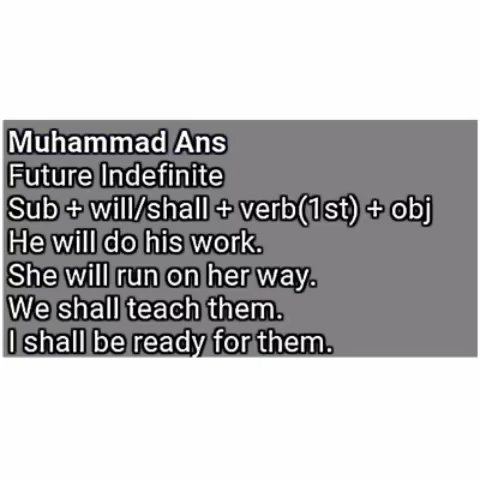 Muhammad Ans
Future Indefinite
Sub + will/shall + verb(1st) + obj
He will do his work.
She will run on her way.
We shall teach them.
I shall be ready for them.